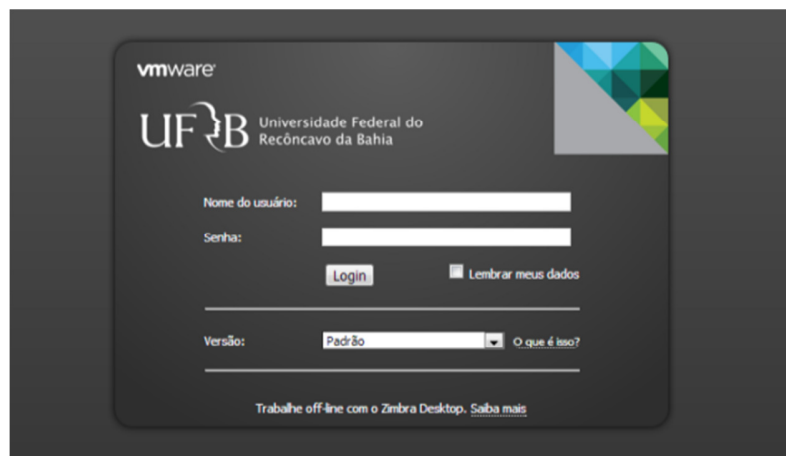 vmware
UFRB Universidade Federal do
Recôncavo da Bahia
Nome do usuário:
Senha:
Login Lembrar meus dados
Versão: Padrão O que é isso?
Trabalhe off-line com o Zimbra Desktop. Saiba mais